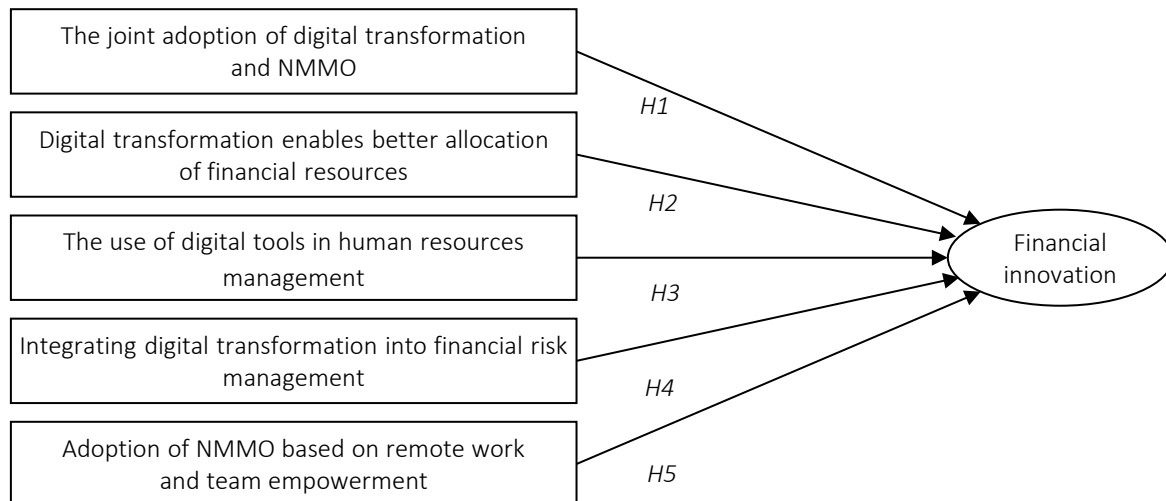 The joint adoption of digital transformation
and NMMO
H1
Digital transformation enables better allocation
of financial resources
H2
The use of digital tools in human resources
management
H3
Financial
innovation
Integrating digital transformation into financial risk
management
H4
Adoption of NMMO based on remote work
and team empowerment
H5